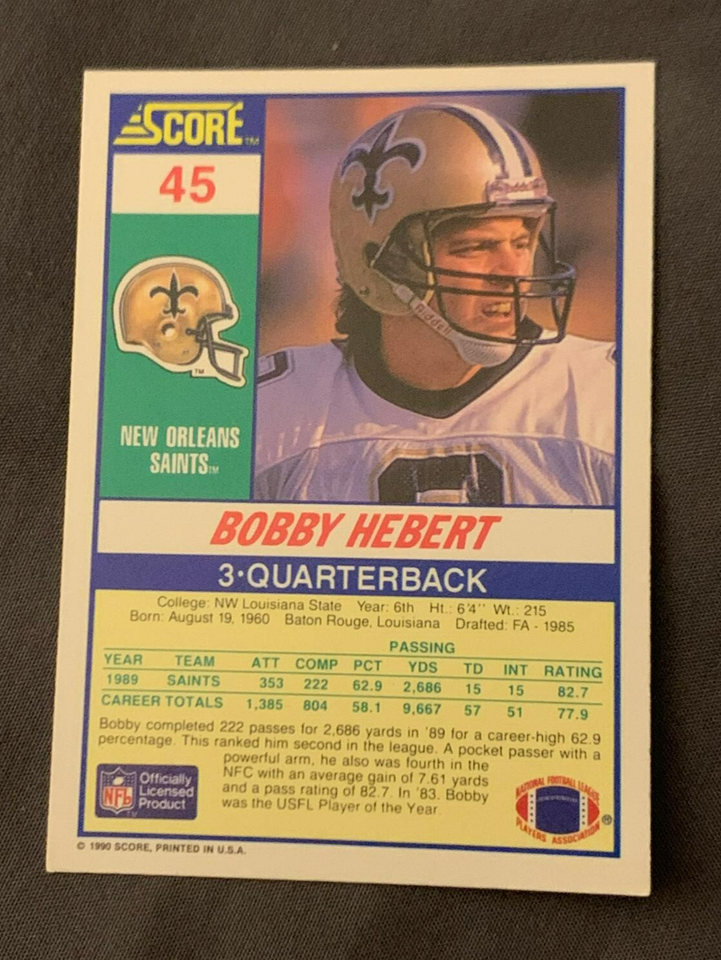 SCORE™
45
NEW ORLEANS
SAINTS™
TM
Riddell
Riddell
BOBBY HEBERT
3·QUARTERBACK
College: NW Louisiana State Year: 6th Ht.: 6'4'' Wt.: 215
Born: August 19, 1960 Baton Rouge, Louisiana Drafted: FA - 1985
PASSING
YEAR TEAM ATT COMP PCT YDS TD INT RATING
1989 SAINTS 353 222 62.9 2,686 15 15 82.7
CAREER TOTALS 1,385 804 58.1 9,667 57 51 77.9
Bobby completed 222 passes for 2,686 yards in '89 for a career-high 62.9
percentage. This ranked him second in the league. A pocket passer with a
powerful arm, he also was fourth in the
NFC with an average gain of 7.61 yards
and a pass rating of 82.7. In '83. Bobby
was the USFL Player of the Year.
NFL
Officially
Licensed
Product
TM
NATIONAL FOOTBALL LEAGUE
PLAYERS ASSOCIATION
®
© 1990 SCORE, PRINTED IN U.S.A.